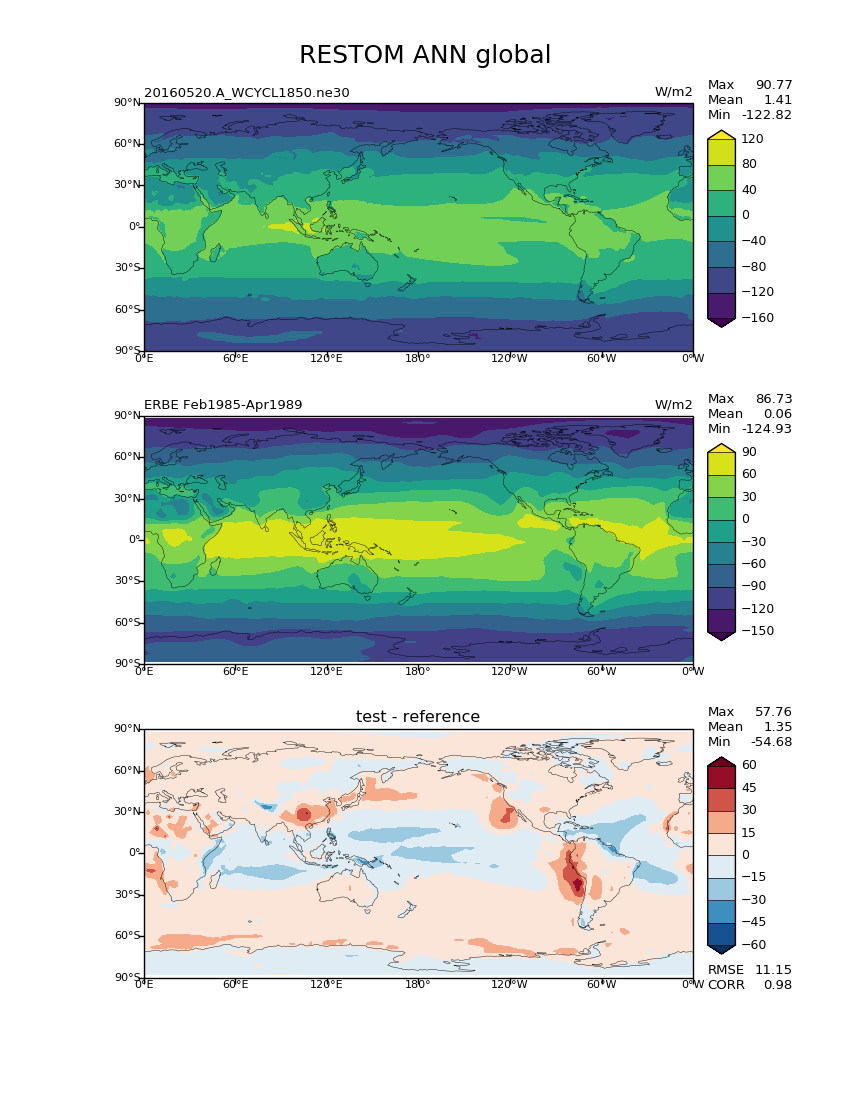 RESTOM ANN global
20160520.A_WCYCL1850.ne30 W/m2
Max 90.77
Mean 1.41
Min -122.82
90°N
60°N
30°N
0°
30°S
60°S
90°S
0°E 60°E 120°E 180° 120°W 60°W 0°W
120
80
40
0
−40
−80
−120
−160
ERBE Feb1985-Apr1989 W/m2
Max 86.73
Mean 0.06
Min -124.93
90°N
60°N
30°N
0°
30°S
60°S
90°S
0°E 60°E 120°E 180° 120°W 60°W 0°W
90
60
30
0
−30
−60
−90
−120
−150
test - reference
Max 57.76
Mean 1.35
Min -54.68
90°N
60°N
30°N
0°
30°S
60°S
90°S
0°E 60°E 120°E 180° 120°W 60°W 0°W
60
45
30
15
0
−15
−30
−45
−60
RMSE 11.15
CORR 0.98